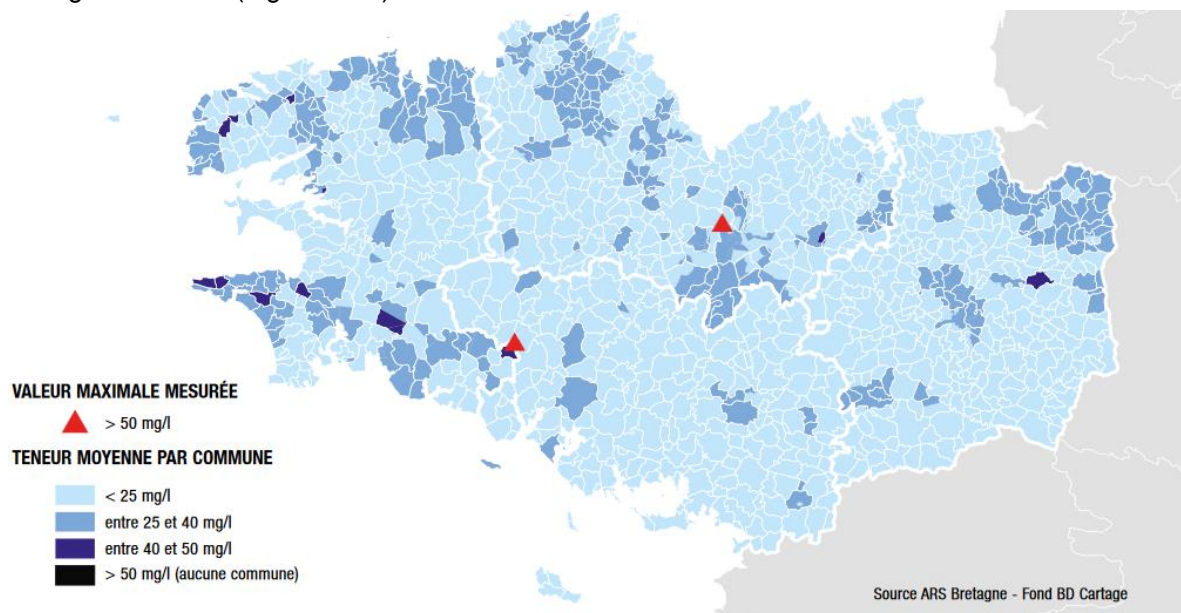 VALEUR MAXIMALE MESURÉE
> 50 mg/l
TENEUR MOYENNE PAR COMMUNE
< 25 mg/l
entre 25 et 40 mg/l
entre 40 et 50 mg/l
> 50 mg/l (aucune commune)
Source ARS Bretagne - Fond BD Cartage